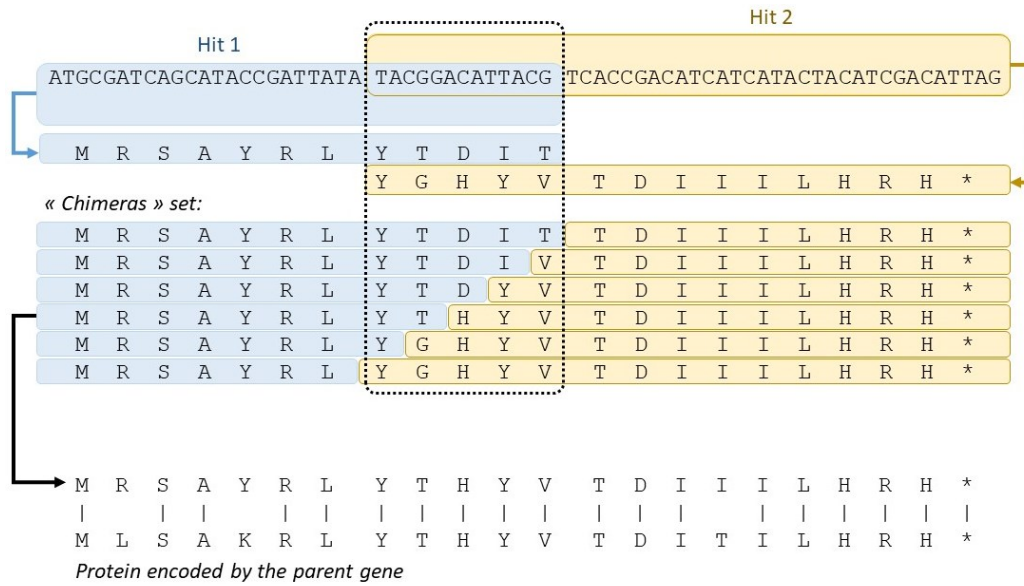 Hit 2
Hit 1
ATGCGATCAGCATACCGATTATA TACGGACATTACG TCACCGACATCATCATACTACATCGACATTAG
M R S A Y R L Y T D I T
Y G H Y V T D I I I L H R H *
« Chimeras » set:
M R S A Y R L Y T D I T T D I I I L H R H *
M R S A Y R L Y T D I V T D I I I L H R H *
M R S A Y R L Y T D Y V T D I I I L H R H *
M R S A Y R L Y T H Y V T D I I I L H R H *
M R S A Y R L Y G H Y V T D I I I L H R H *
M R S A Y R L Y G H Y V T D I I I L H R H *
M R S A Y R L Y T H Y V T D I I I L H R H *
| | | | | | | | | | | | | | | | | | |
M L S A K R L Y T H Y V T D I T I L H R H *
Protein encoded by the parent gene